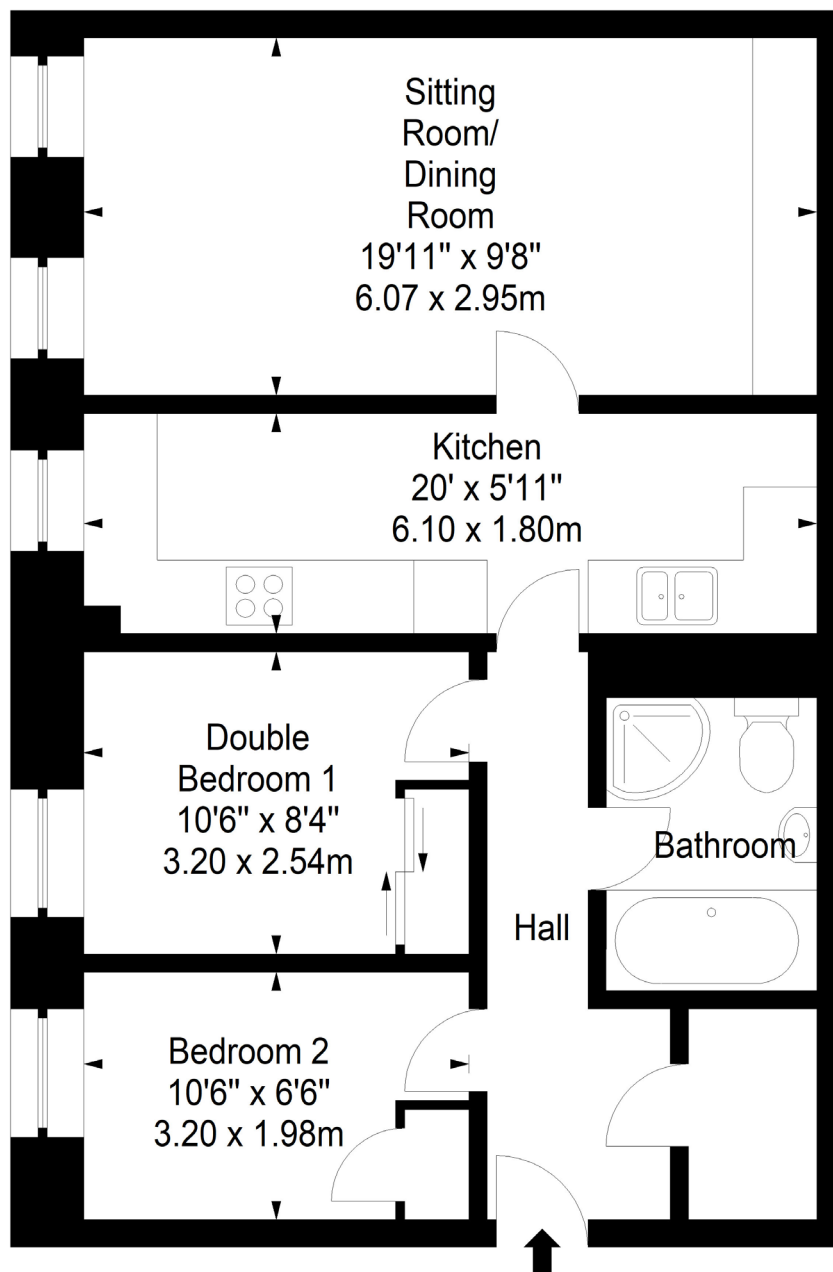 Sitting
Room/
Dining
Room
19'11" x 9'8"
6.07 x 2.95m
Kitchen
20' x 5'11"
6.10 x 1.80m
Double
Bedroom 1
10'6" x 8'4"
3.20 x 2.54m
Bathroom
Hall
Bedroom 2
10'6" x 6'6"
3.20 x 1.98m